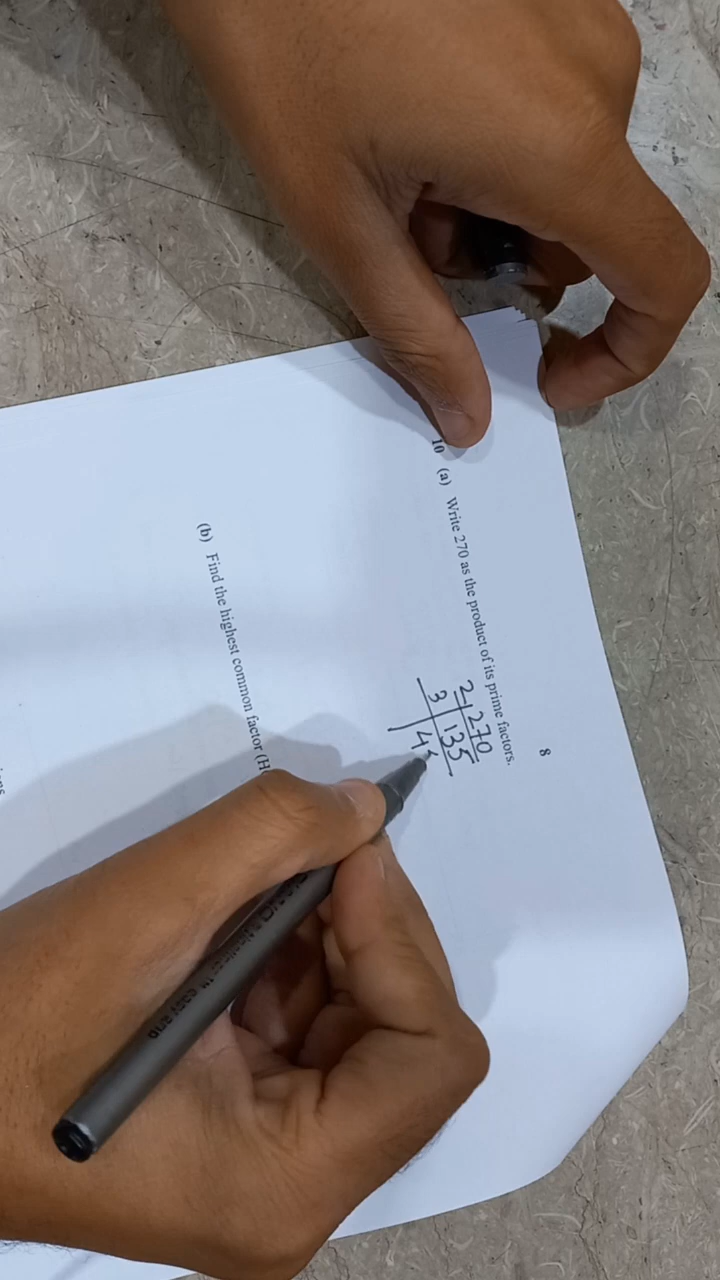 8
10 (a) Write 270 as the product of its prime factors.
2 270
3 135
4
(b) Find the highest common factor (H